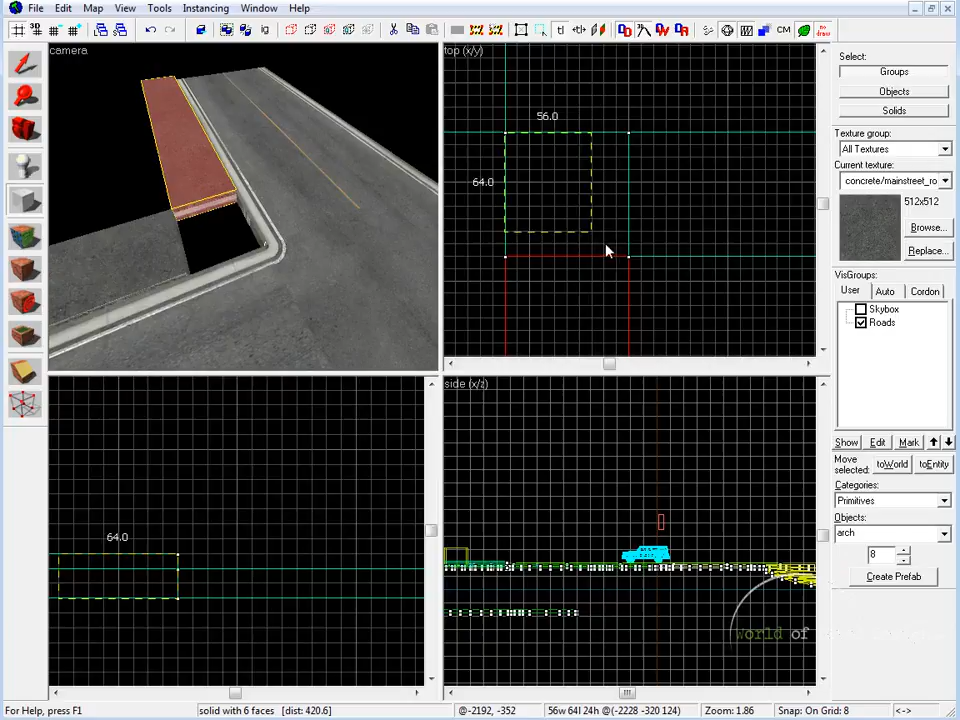 File Edit Map View Tools Instancing Window Help
camera
top (x/y)
56.0
64.0
64.0
side (x/z)
world of
Select:
Groups
Objects
Solids
Texture group:
All Textures
Current texture:
concrete/mainstreet_ro
512x512
Browse...
Replace...
VisGroups:
User Auto Cordon
Skybox
Roads
Show Edit Mark
Move selected: toWorld toEntity
Categories:
Primitives
Objects:
arch
8
Create Prefab
For Help, press F1 solid with 6 faces [dist: 420.6] @-2192, -352 56w 64l 24h @(-2228 -320 124) Zoom: 1.86 Snap: On Grid: 8 <->